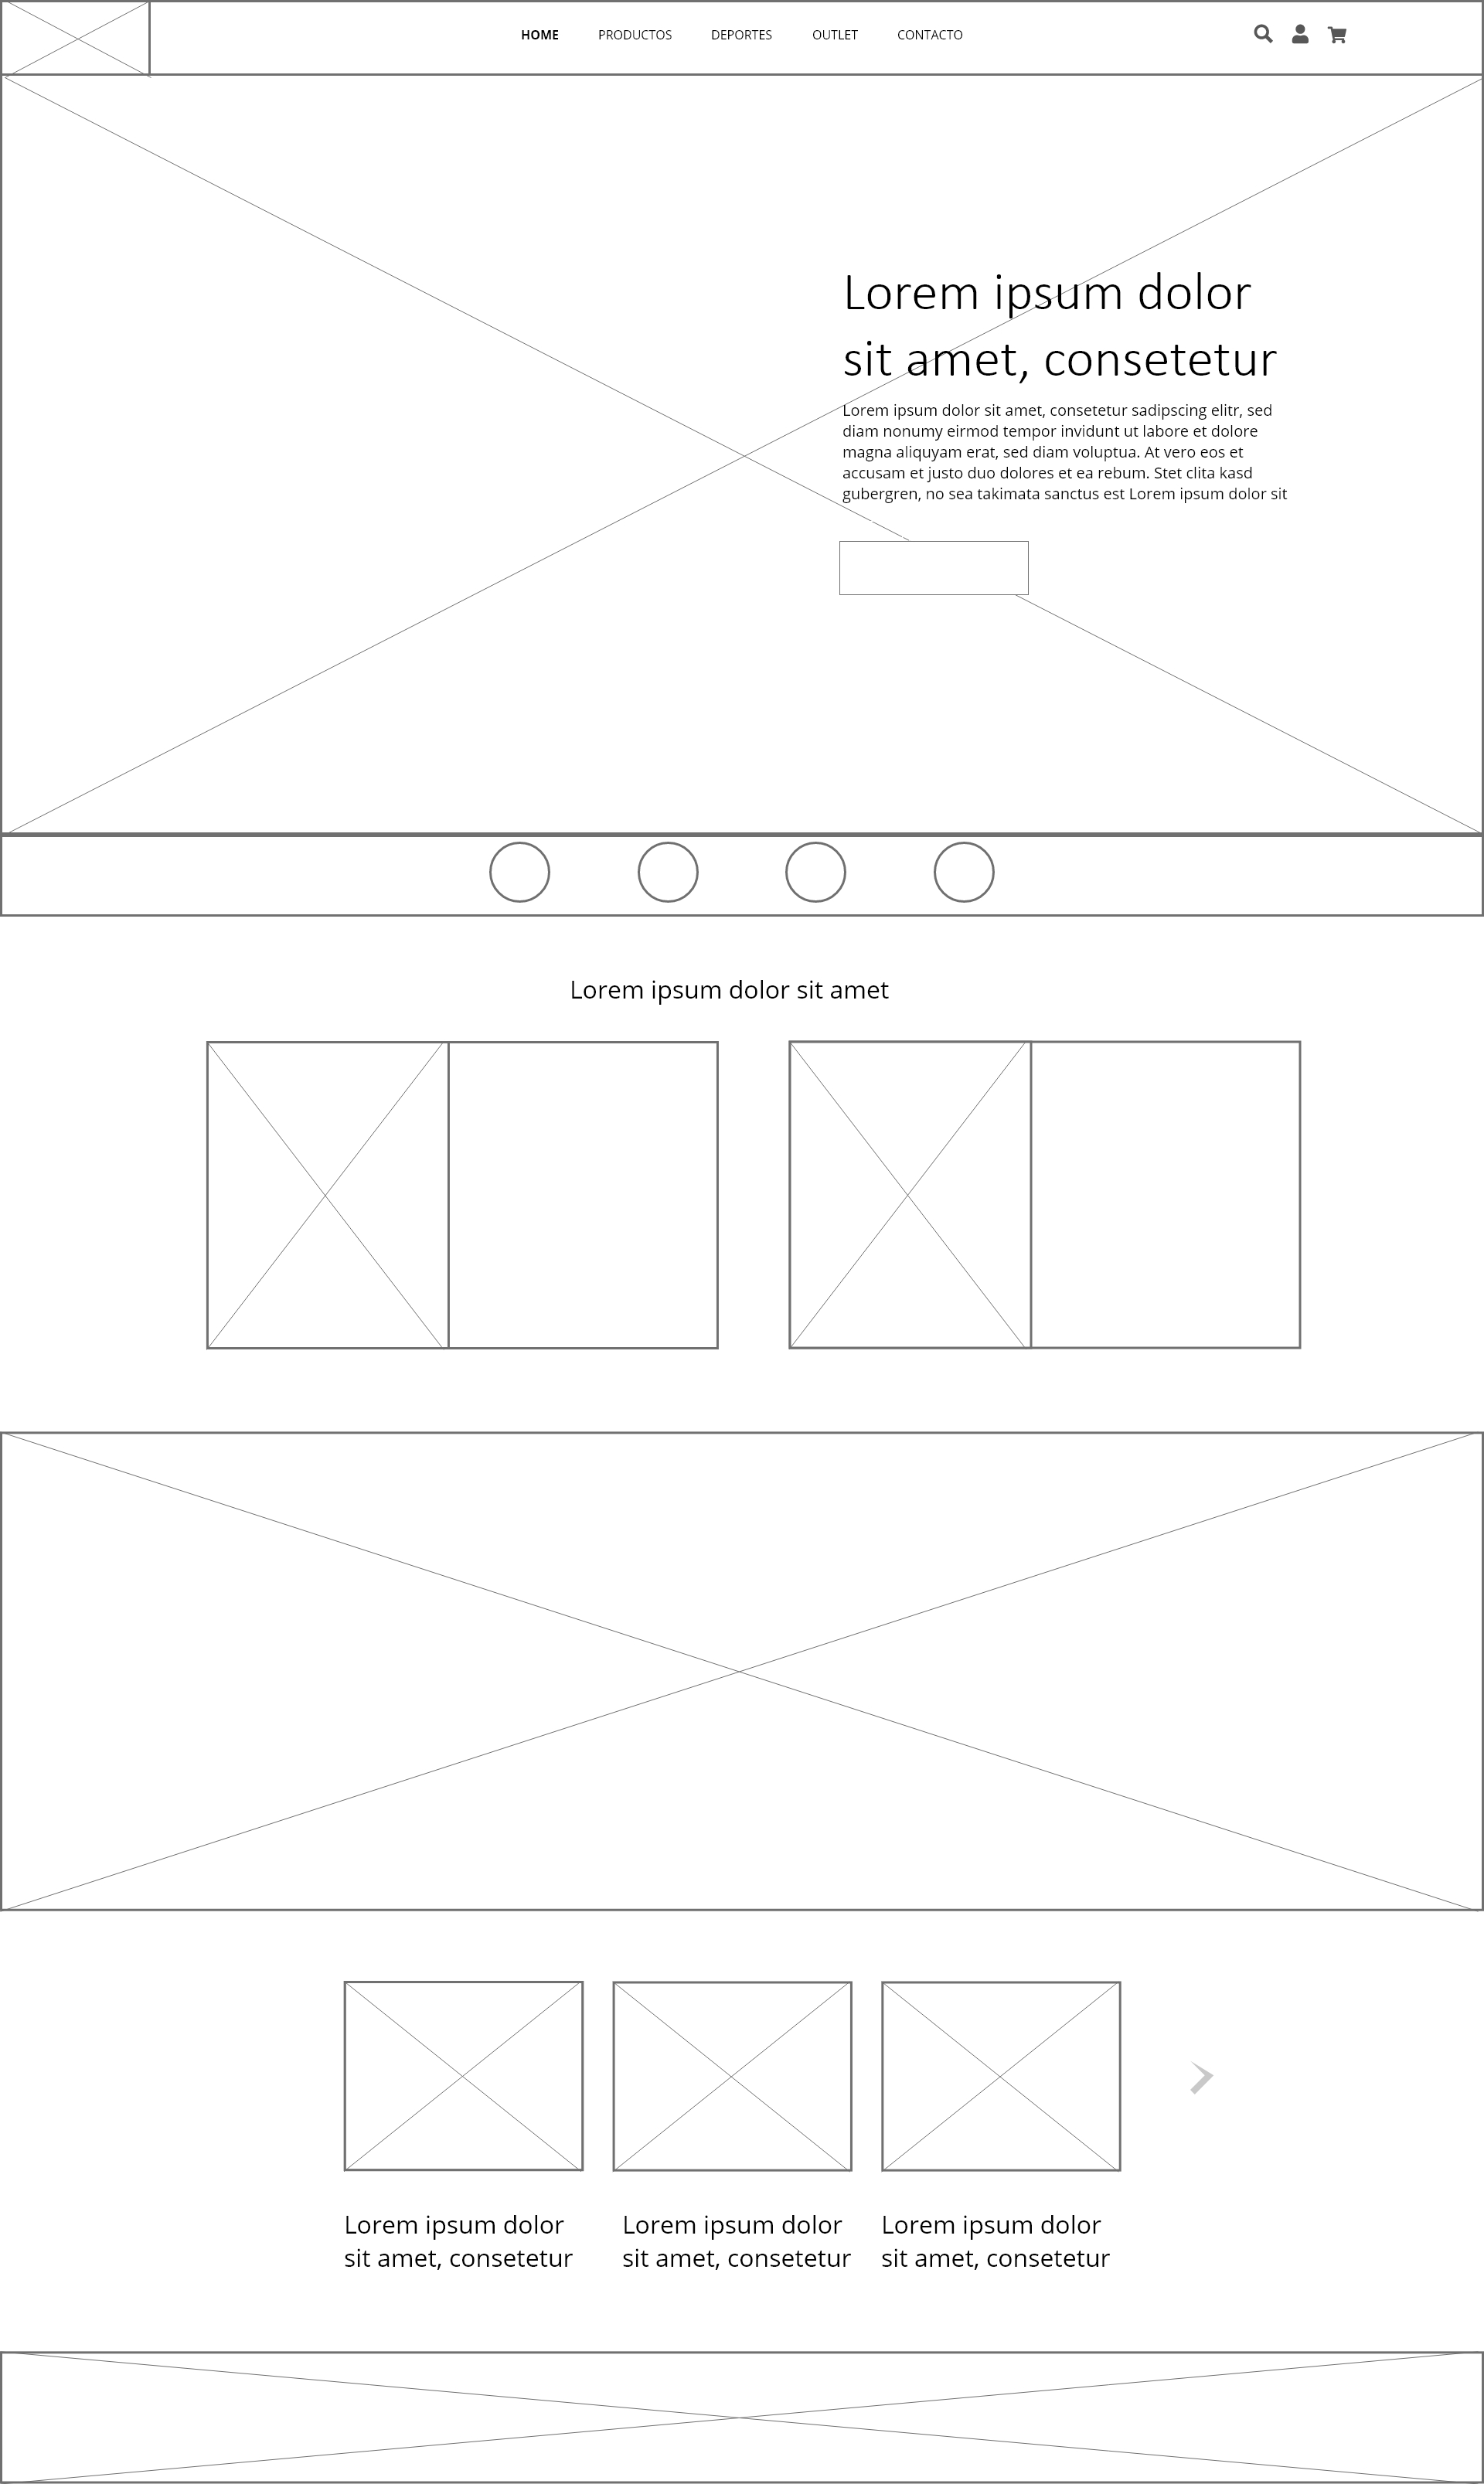 HOME PRODUCTOS DEPORTES OUTLET CONTACTO
Lorem ipsum dolor
sit amet, consetetur
Lorem ipsum dolor sit amet, consetetur sadipscing elitr, sed
diam nonumy eirmod tempor invidunt ut labore et dolore
magna aliquyam erat, sed diam voluptua. At vero eos et
accusam et justo duo dolores et ea rebum. Stet clita kasd
gubergren, no sea takimata sanctus est Lorem ipsum dolor sit
Lorem ipsum dolor sit amet
Lorem ipsum dolor
sit amet, consetetur
Lorem ipsum dolor
sit amet, consetetur
Lorem ipsum dolor
sit amet, consetetur